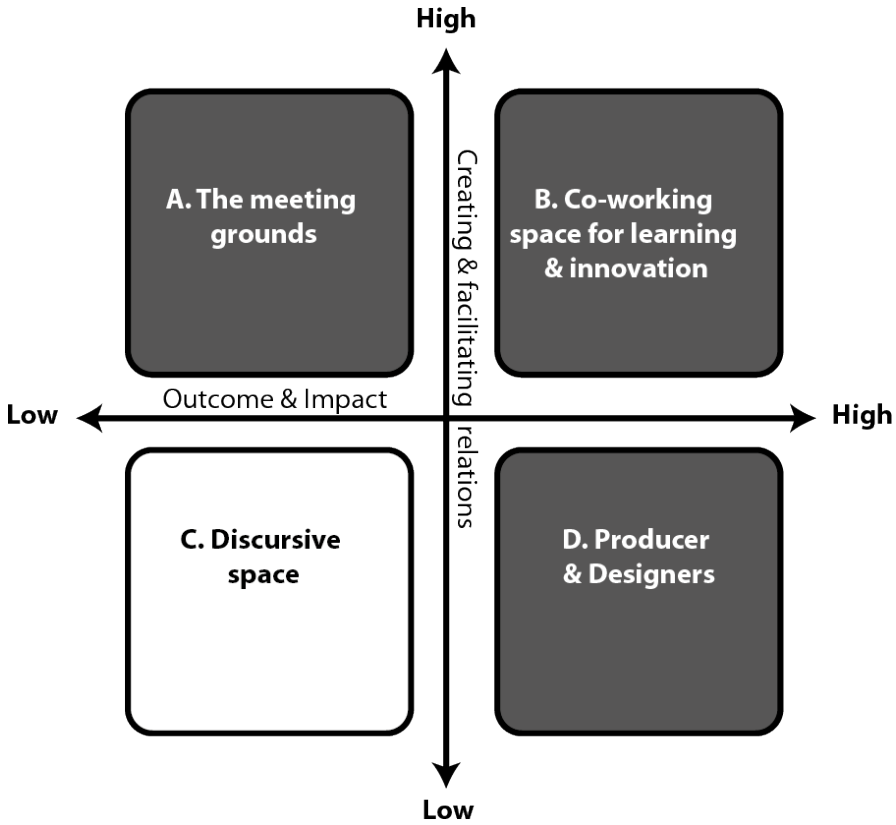 High
A. The meeting
grounds
B. Co-working
space for learning
& innovation
Creating & facilitating relations
Outcome & Impact
Low
High
C. Discursive
space
D. Producer
& Designers
Low